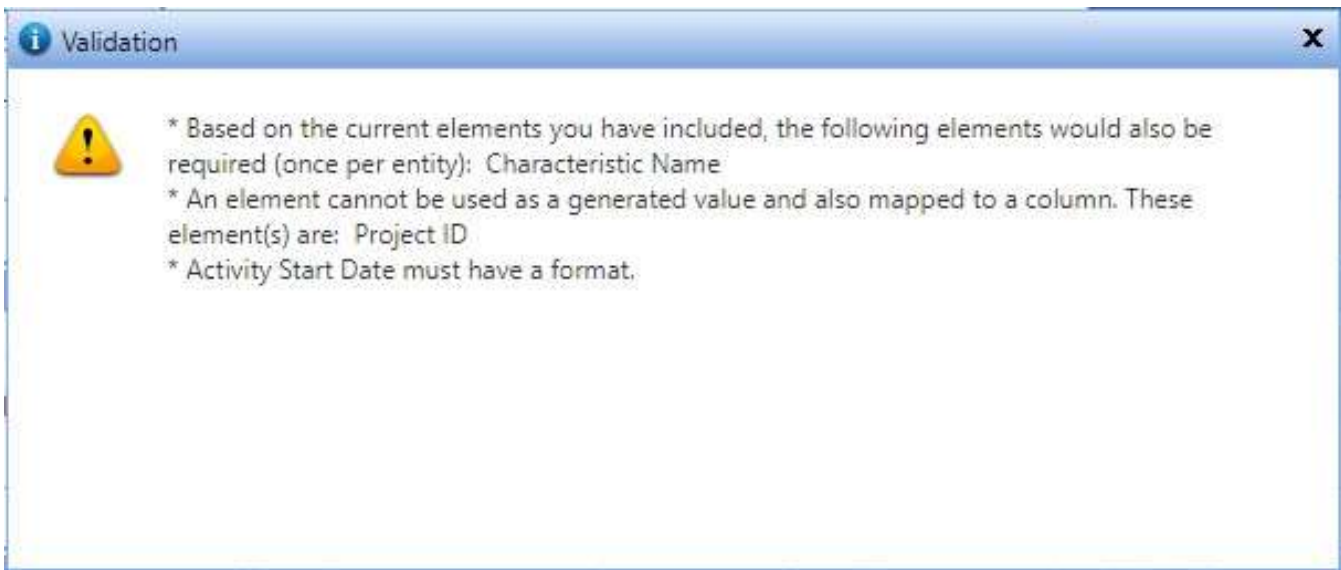 Validation
* Based on the current elements you have included, the following elements would also be
required (once per entity): Characteristic Name
* An element cannot be used as a generated value and also mapped to a column. These
element(s) are: Project ID
* Activity Start Date must have a format.